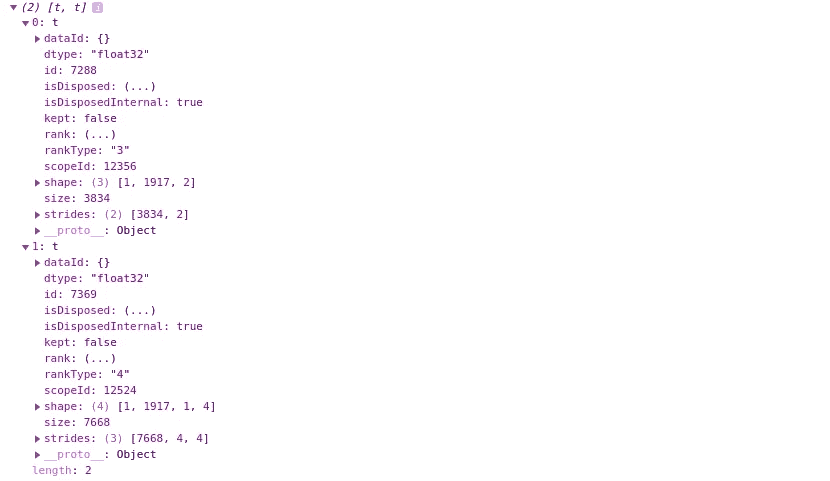 (2) [t, t] i
0: t
dataId: {}
dtype: "float32"
id: 7288
isDisposed: (...)
isDisposedInternal: true
kept: false
rank: (...)
rankType: "3"
scopeId: 12356
shape: (3) [1, 1917, 2]
size: 3834
strides: (2) [3834, 2]
__proto__: Object
1: t
dataId: {}
dtype: "float32"
id: 7369
isDisposed: (...)
isDisposedInternal: true
kept: false
rank: (...)
rankType: "4"
scopeId: 12524
shape: (4) [1, 1917, 1, 4]
size: 7668
strides: (3) [7668, 4, 4]
__proto__: Object
length: 2